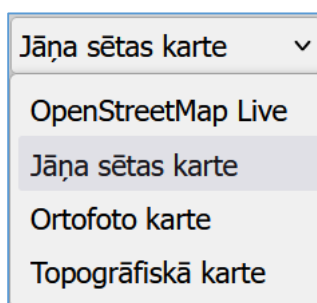 Jāņa sētas karte
OpenStreetMap Live
Jāņa sētas karte
Ortofoto karte
Topogrāfiskā karte